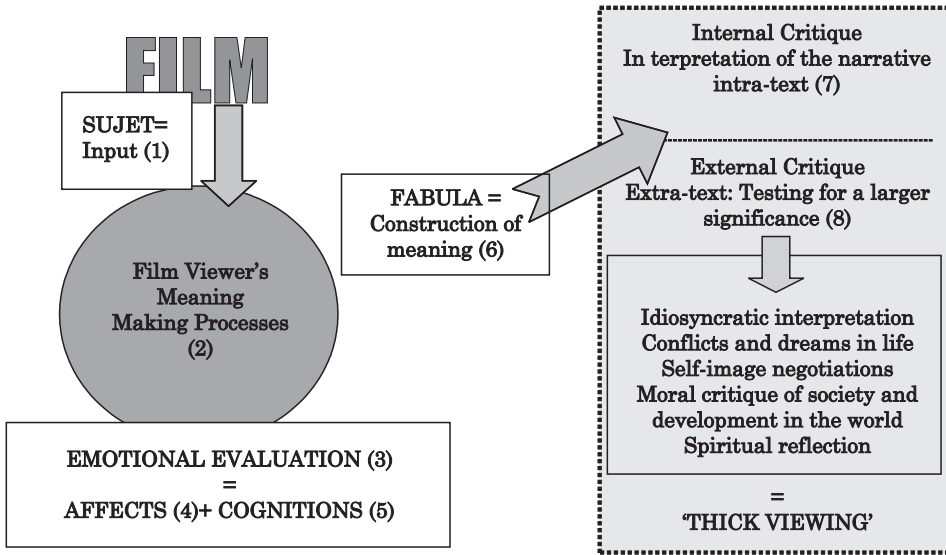 FILM
SUJET=
Input (1)
Film Viewer's
Meaning
Making Processes
(2)
EMOTIONAL EVALUATION (3)
=
AFFECTS (4)+ COGNITIONS (5)
FABULA =
Construction of
meaning (6)
Internal Critique
In terpretation of the narrative
intra-text (7)
External Critique
Extra-text: Testing for a larger
significance (8)
Idiosyncratic interpretation
Conflicts and dreams in life
Self-image negotiations
Moral critique of society and
development in the world
Spiritual reflection
=
‘THICK VIEWING’